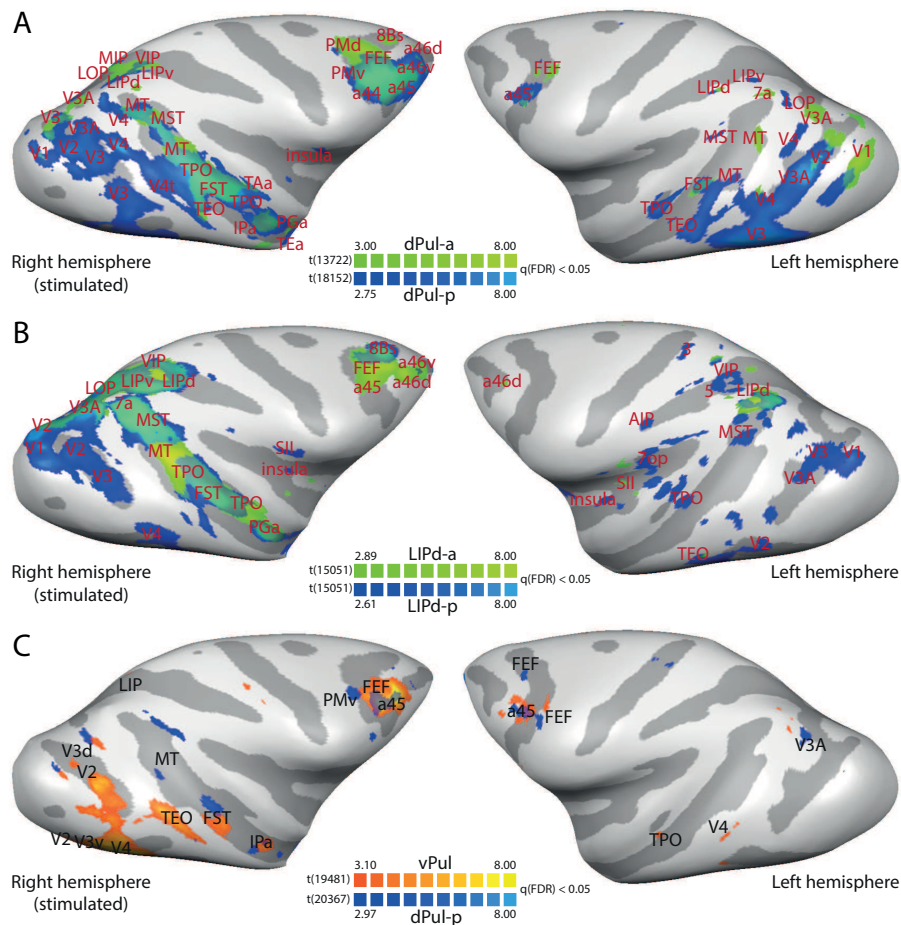 A
8Bs
PMd
FEF
a46d
PMv
a46v
a44
a45
MIP
VIP
LOP
LIPv
LIPd
V3A
V3
MT
V4
MST
V3A
V1
V2
V4
V3
MT
TPO
V4t
FST
TAa
TEO
TPO
V3
IPa
PGa
TEa
insula
FEF
a45
LIPv
LIPd
7a
LOP
V3A
MST
MT
V4
V2
V1
FST
MT
V3A
V4
TPO
TEO
V3
Right hemisphere
(stimulated)
3.00 dPul-a 8.00
t(13722)
t(18152)
q(FDR) < 0.05
2.75 dPul-p 8.00
Left hemisphere
B
8Bs
FEF
a46v
a45
a46d
VIP
LOP
LIPv
LIPd
V3A
7a
V2
MST
V1
V2
MT
V3
TPO
FST
TPO
V4
PGa
SII
insula
3
a46d
VIP
5
LIPd
AIP
MST
7op
V3
V1
SII
V3A
insula
TPO
TEO
V2
Right hemisphere
(stimulated)
2.89 LIPd-a 8.00
t(15051)
t(15051)
q(FDR) < 0.05
2.61 LIPd-p 8.00
Left hemisphere
C
LIP
FEF
PMv
a45
V3d
MT
V2
TEO
FST
V2
V3v
V4
IPa
FEF
a45
FEF
V3A
TPO
V4
Right hemisphere
(stimulated)
3.10 vPul 8.00
t(19481)
t(20367)
q(FDR) < 0.05
2.97 dPul-p 8.00
Left hemisphere